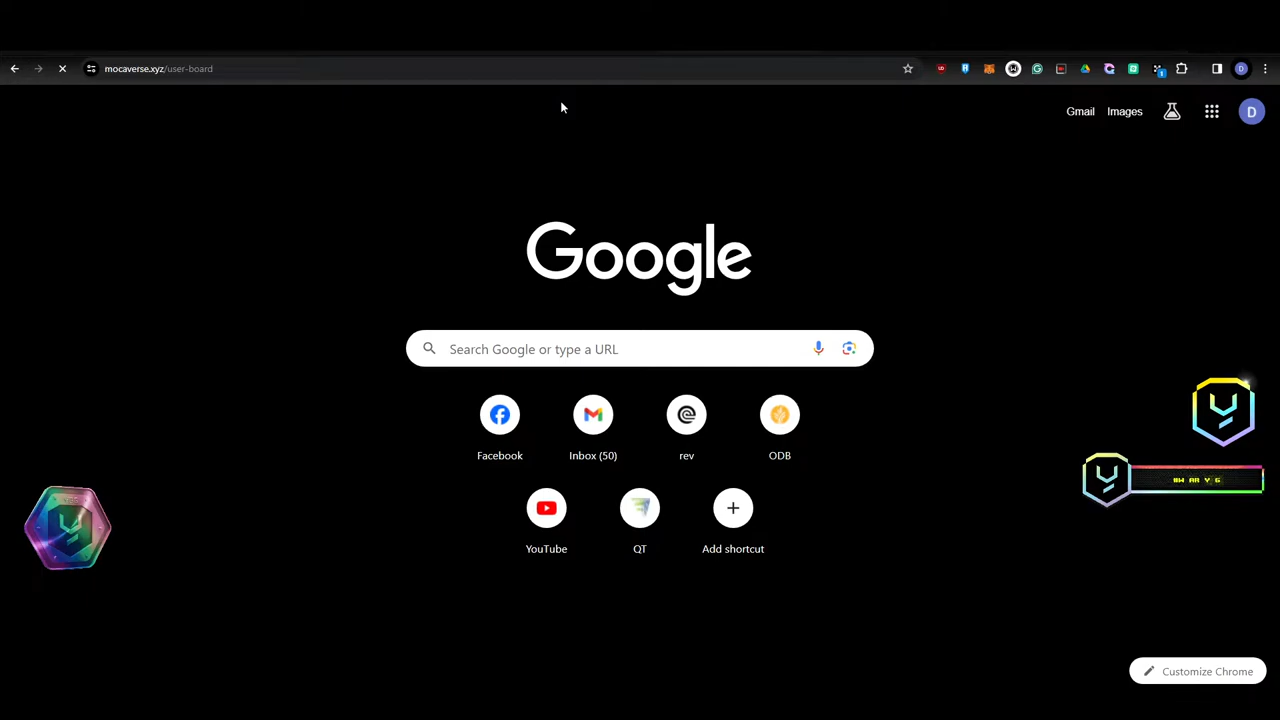 mocaverse.xyz/user-board
Gmail
Images
D
Google
Search Google or type a URL
Facebook
Inbox (50)
rev
ODB
YouTube
QT
Add shortcut
Customize Chrome